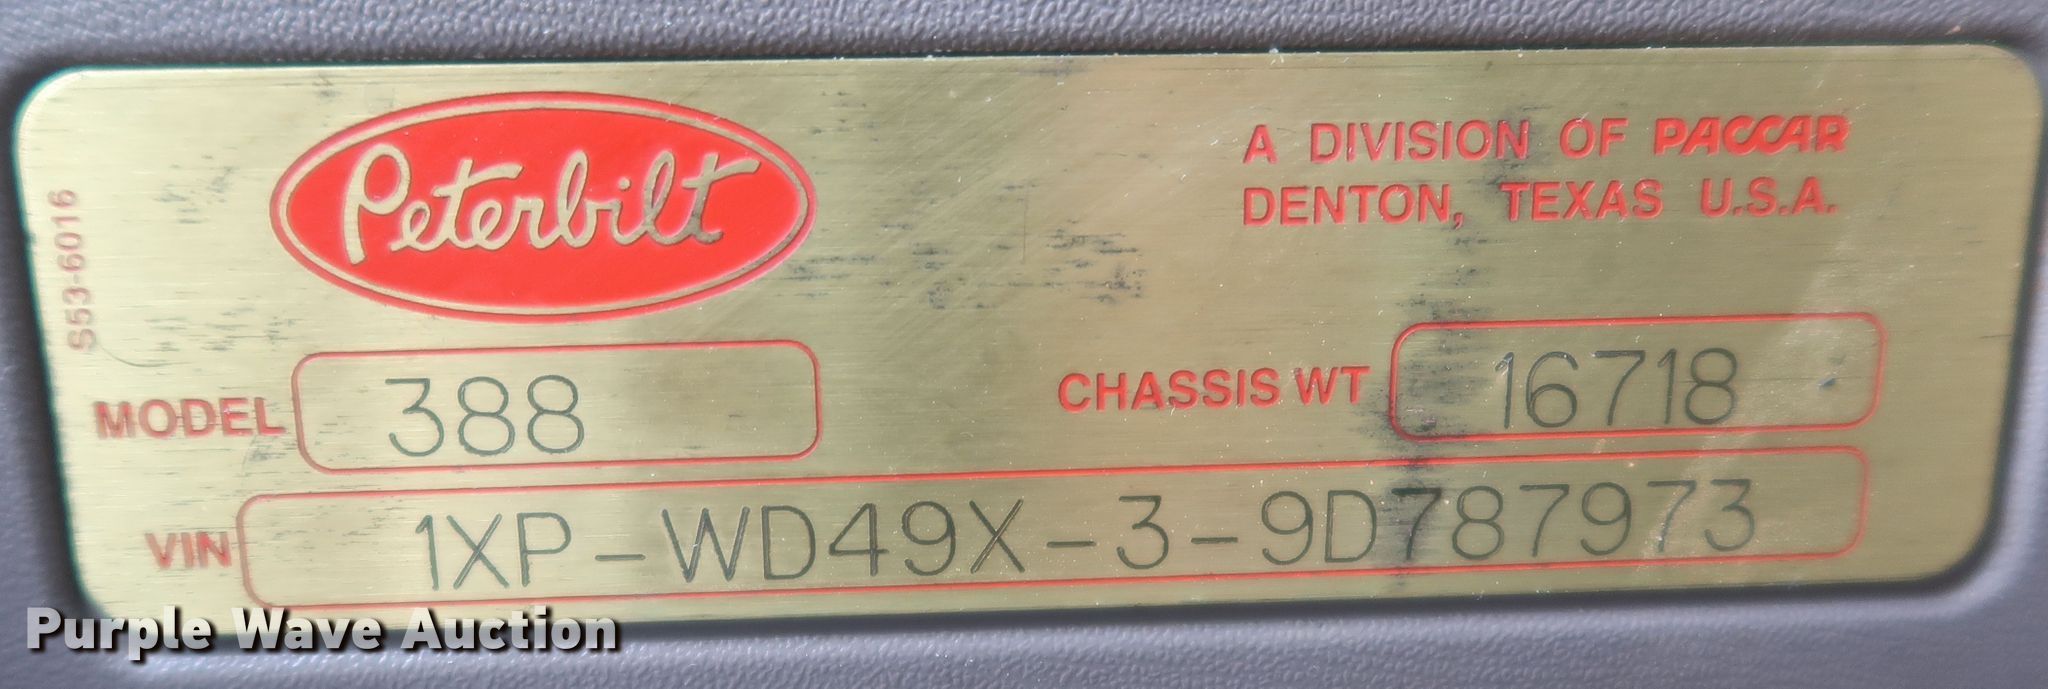 Peterbilt
A DIVISION OF PACCAR
DENTON, TEXAS U.S.A.
S53-6016
MODEL 388
CHASSIS WT 16718
VIN 1XP-WD49X-3-9D787973
Purple Wave Auction